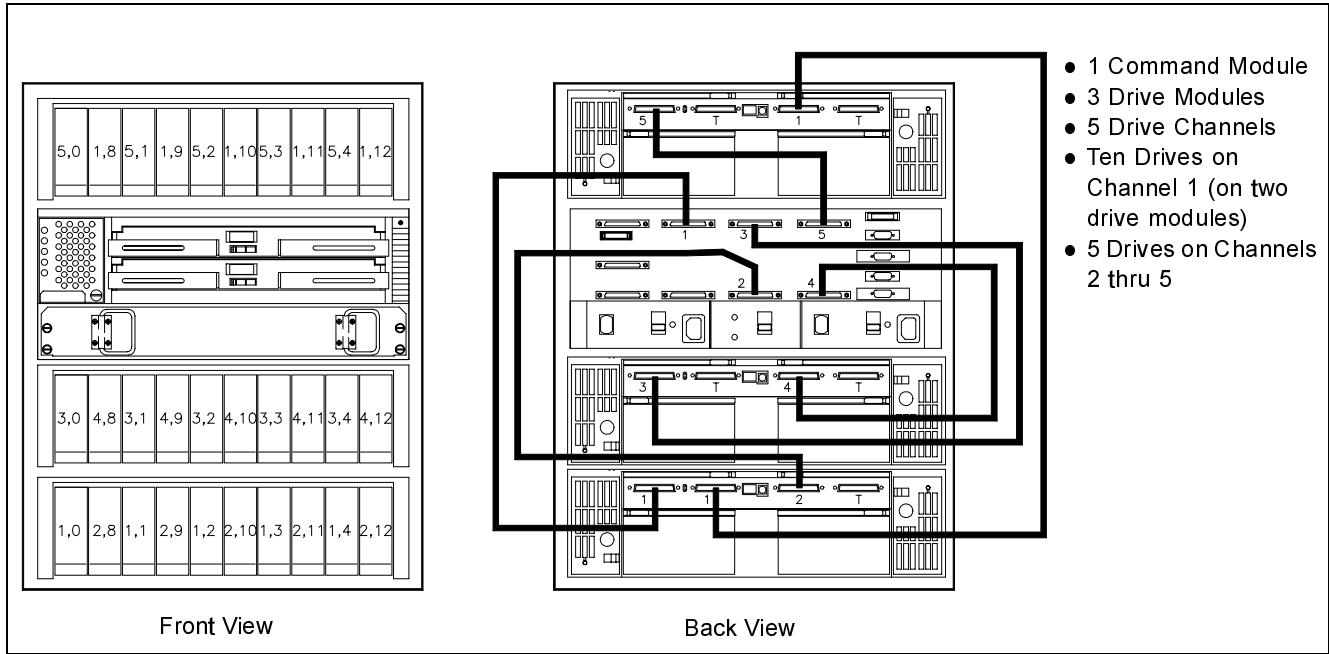 5,0 1,8 5,1 1,9 5,2 1,10 5,3 1,11 5,4 1,12
3,0 4,8 3,1 4,9 3,2 4,10 3,3 4,11 3,4 4,12
1,0 2,8 1,1 2,9 1,2 2,10 1,3 2,11 1,4 2,12
Front View
5 T 1 T
1 3 5
2 4
3 T 4 T
1 1 2 T
Back View
● 1 Command Module
● 3 Drive Modules
● 5 Drive Channels
● Ten Drives on
Channel 1 (on two
drive modules)
● 5 Drives on Channels
2 thru 5